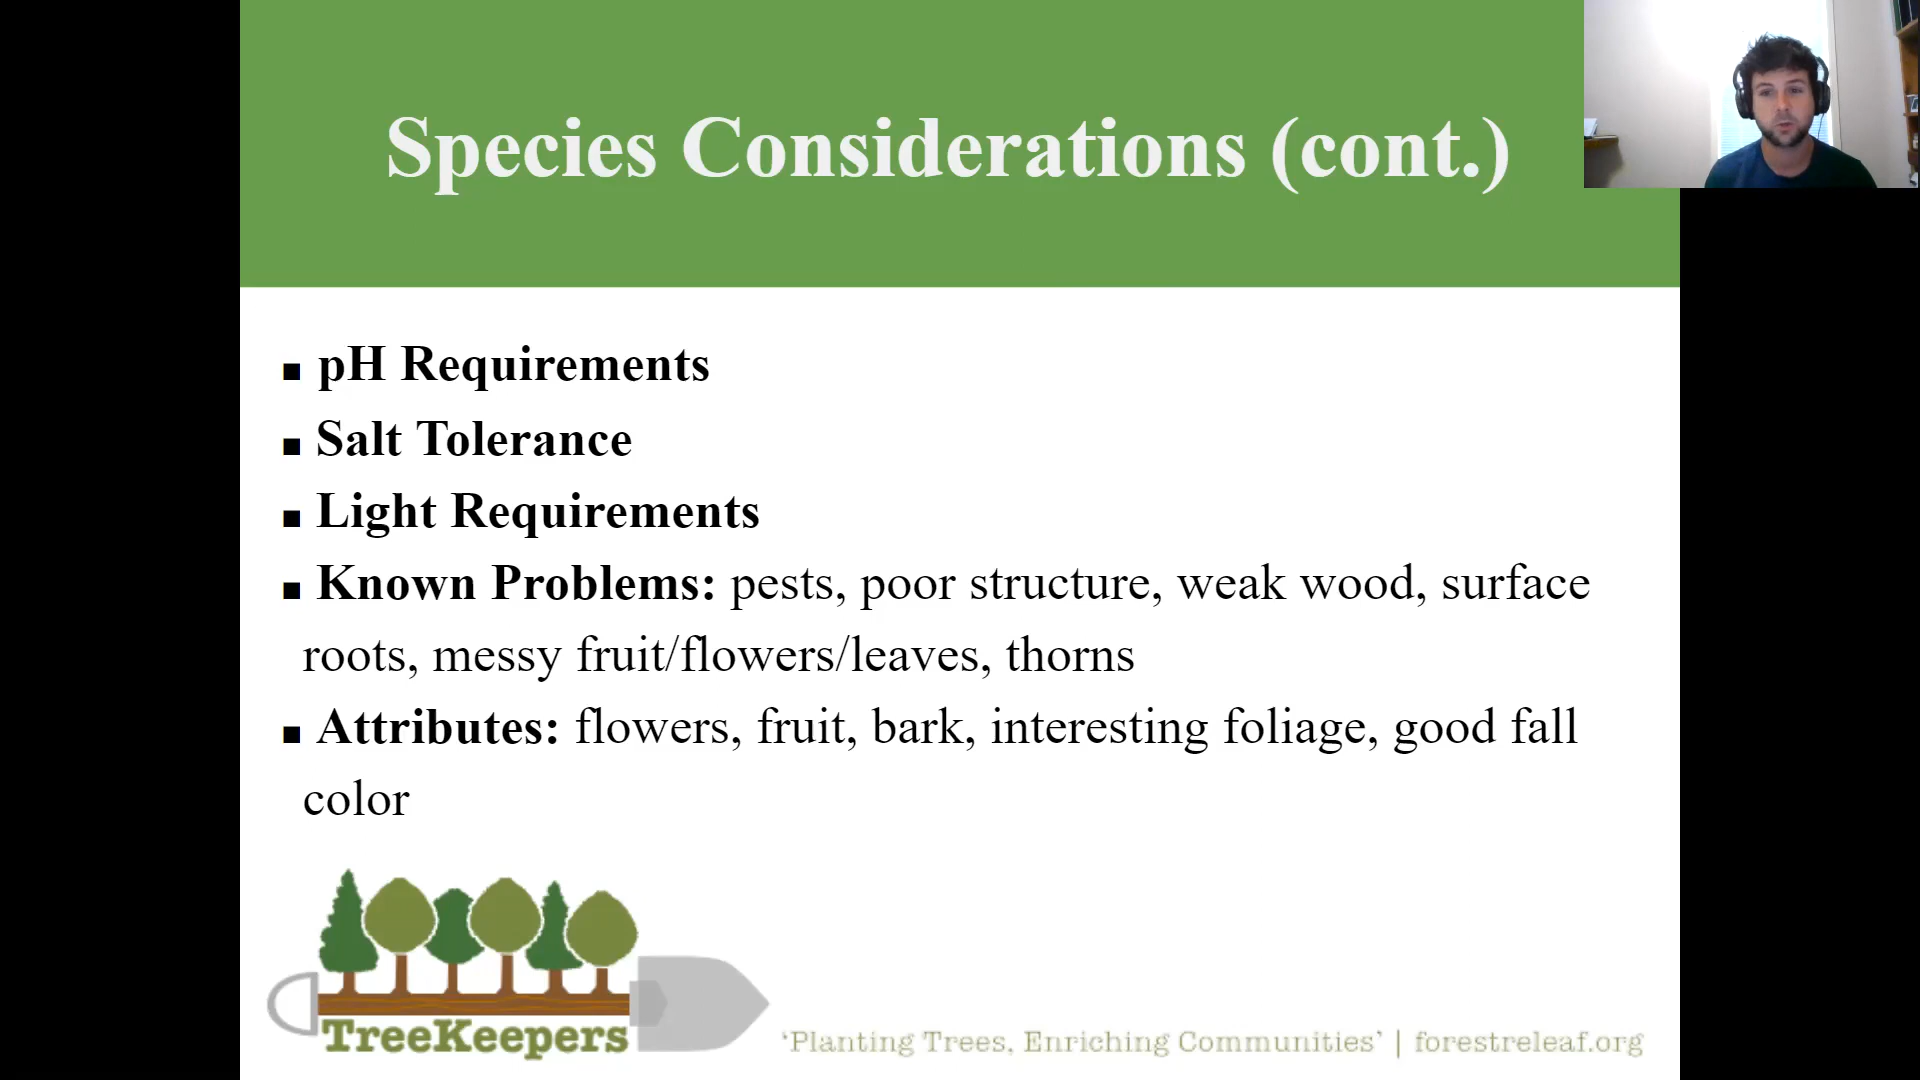 Species Considerations (cont.)
■ pH Requirements
■ Salt Tolerance
■ Light Requirements
■ Known Problems: pests, poor structure, weak wood, surface
roots, messy fruit/flowers/leaves, thorns
■ Attributes: flowers, fruit, bark, interesting foliage, good fall
color
TreeKeepers
‘Planting Trees, Enriching Communities’ | forestreleaf.org